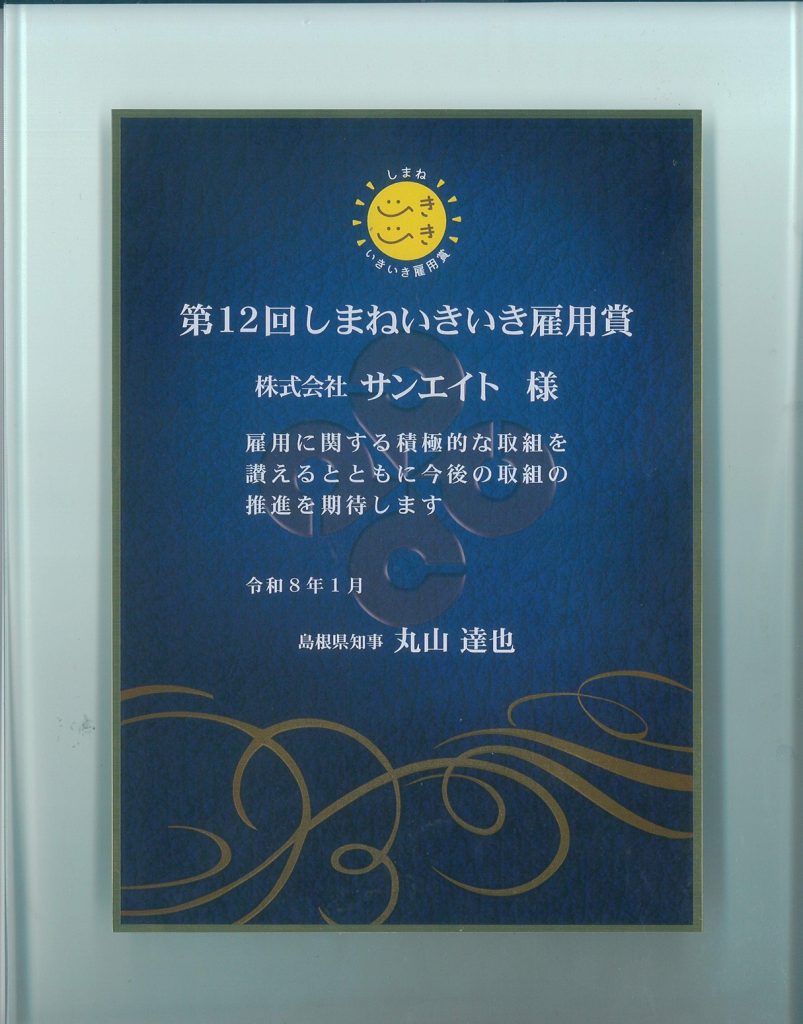 しまね
いきいき
いきいき雇用賞
第12回しまねいきいき雇用賞
株式会社 サンエイト 様
雇用に関する積極的な取組を
讃えるとともに今後の取組の
推進を期待します
令和8年1月
島根県知事 丸山 達也